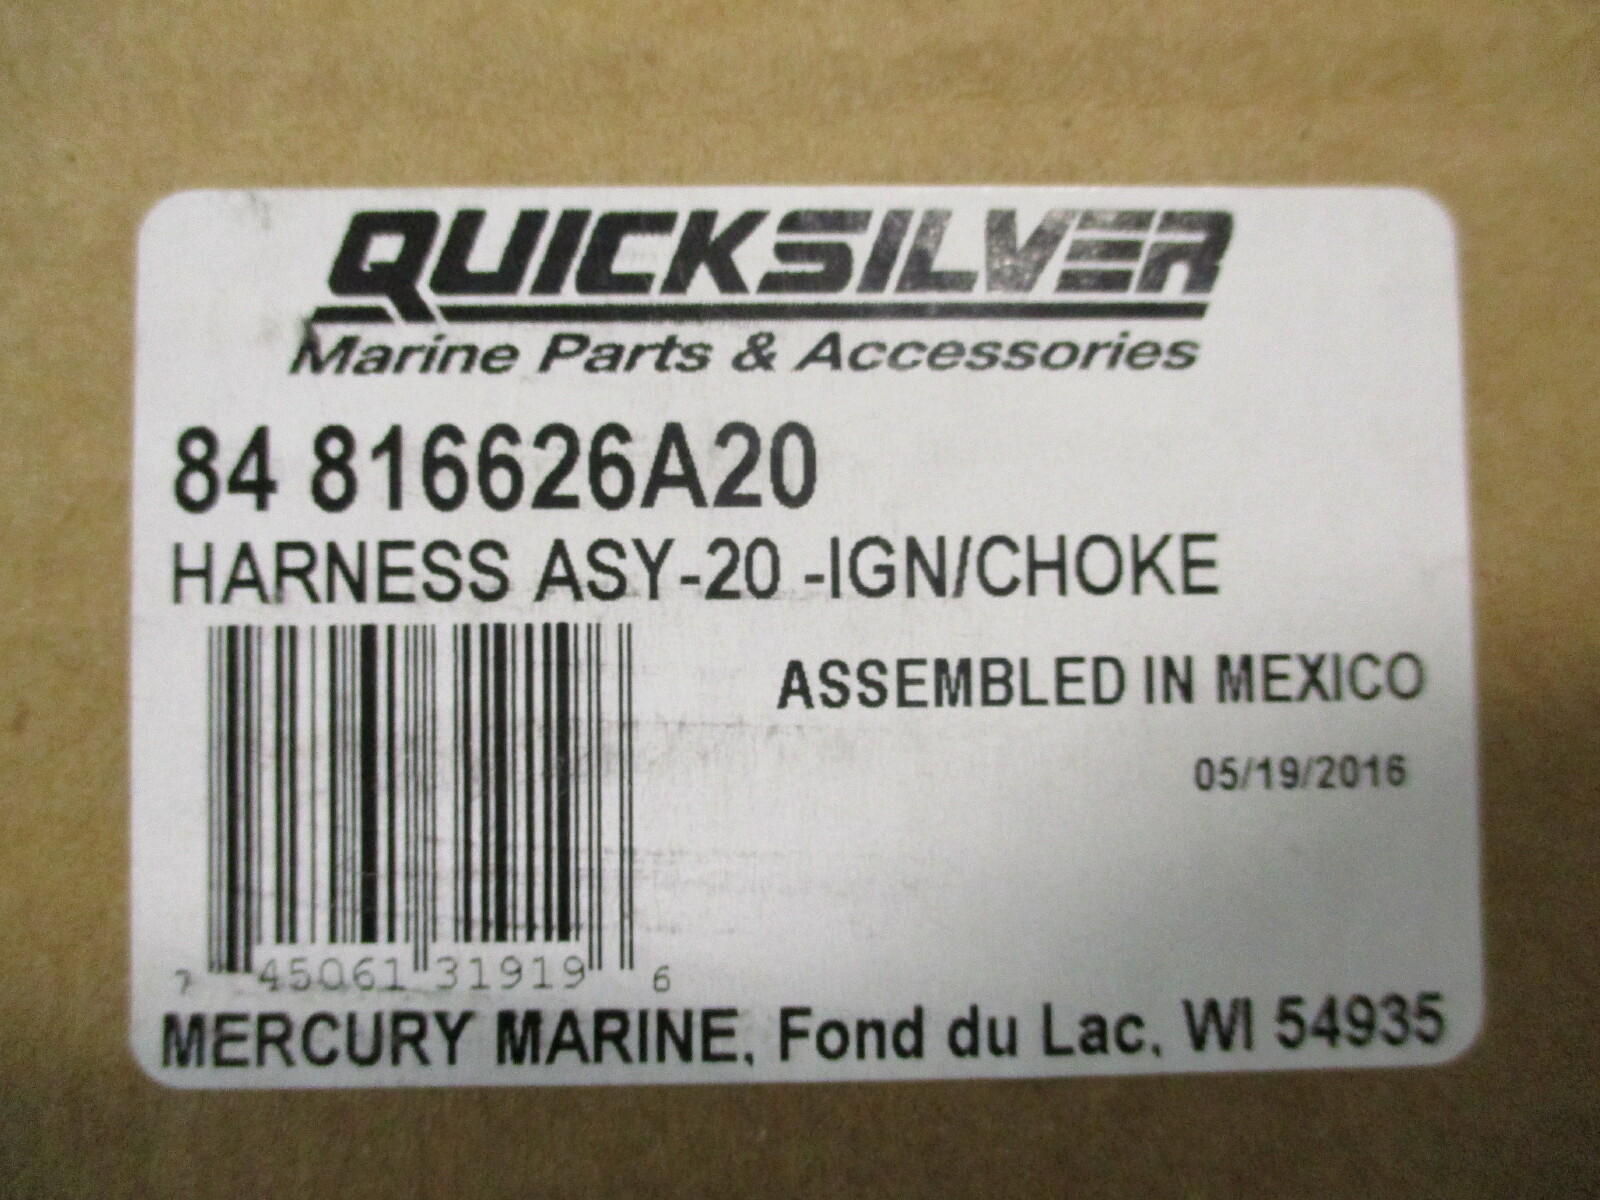 QUICKSILVER
Marine Parts & Accessories
84 816626A20
HARNESS ASY-20 -IGN/CHOKE
ASSEMBLED IN MEXICO
05/19/2016
7 45061 31919 6
MERCURY MARINE, Fond du Lac, WI 54935